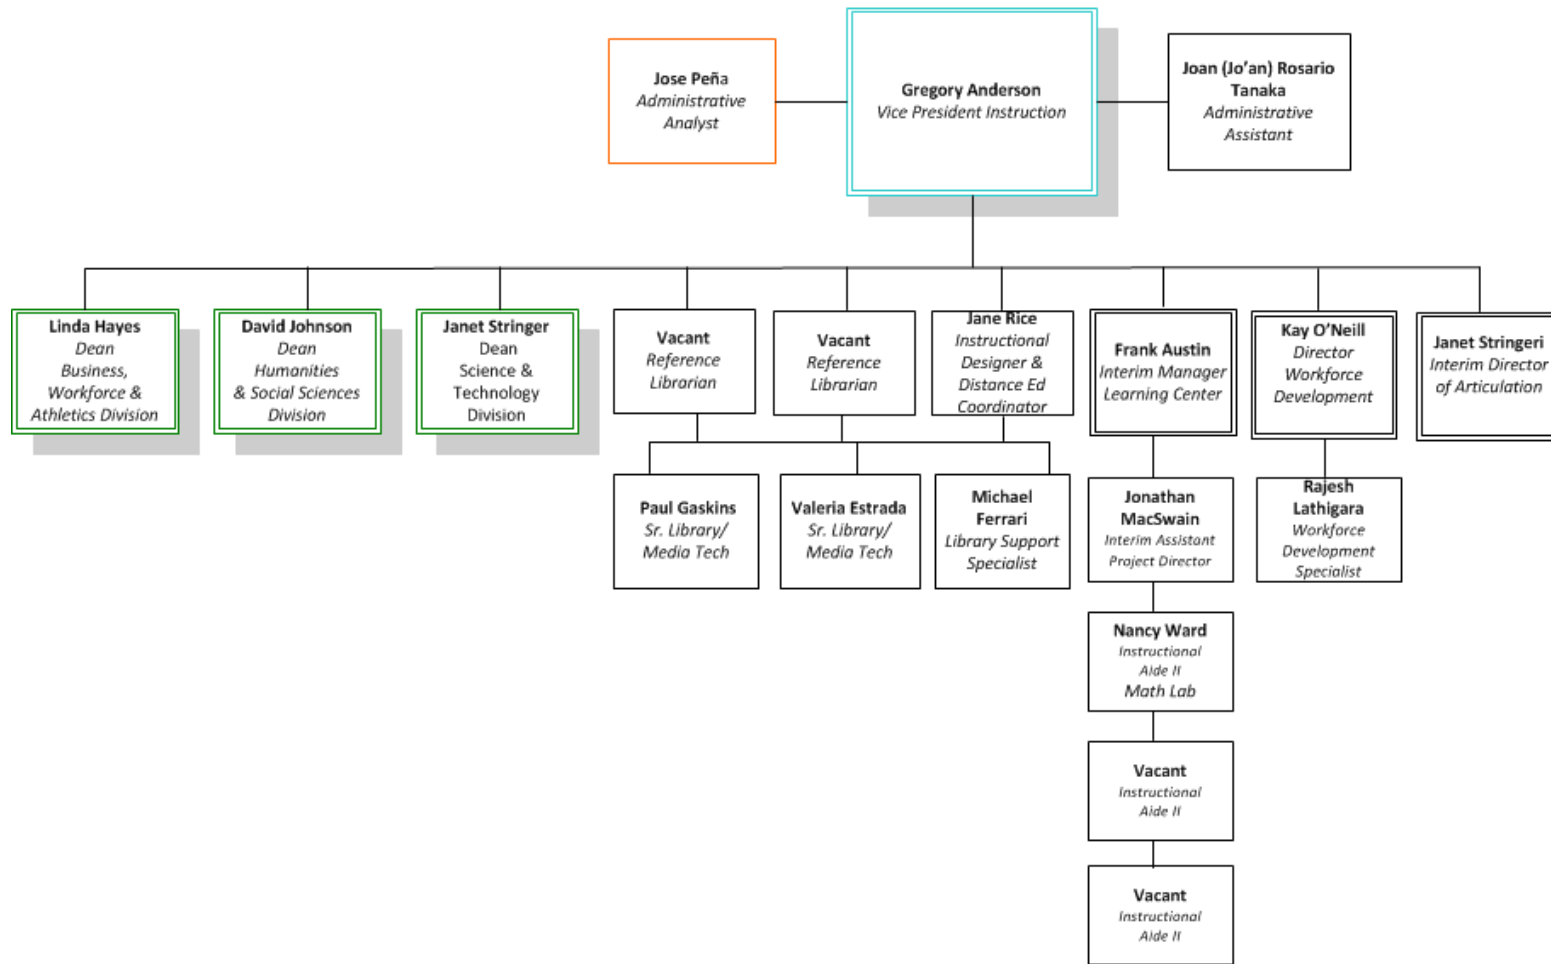 Jose Peña
Administrative
Analyst
Gregory Anderson
Vice President Instruction
Joan (Jo’an) Rosario
Tanaka
Administrative
Assistant
Linda Hayes
Dean
Business,
Workforce &
Athletics Division
David Johnson
Dean
Humanities
& Social Sciences
Division
Janet Stringer
Dean
Science &
Technology
Division
Vacant
Reference
Librarian
Vacant
Reference
Librarian
Jane Rice
Instructional
Designer &
Distance Ed
Coordinator
Frank Austin
Interim Manager
Learning Center
Kay O’Neill
Director
Workforce
Development
Janet Stringeri
Interim Director
of Articulation
Paul Gaskins
Sr. Library/
Media Tech
Valeria Estrada
Sr. Library/
Media Tech
Michael
Ferrari
Library Support
Specialist
Jonathan
MacSwain
Interim Assistant
Project Director
Rajesh
Lathigara
Workforce
Development
Specialist
Nancy Ward
Instructional
Aide II
Math Lab
Vacant
Instructional
Aide II
Vacant
Instructional
Aide II